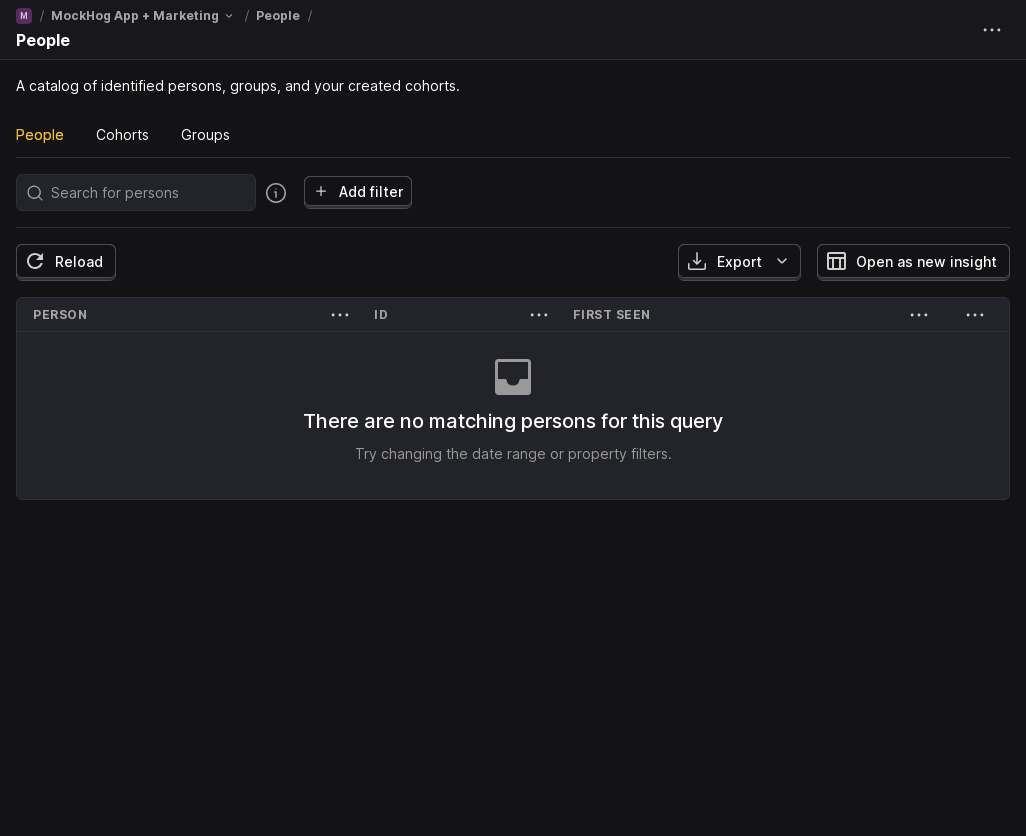 M / MockHog App + Marketing / People /
People
A catalog of identified persons, groups, and your created cohorts.
People Cohorts Groups
Search for persons Add filter
Reload Export Open as new insight
PERSON ID FIRST SEEN
There are no matching persons for this query
Try changing the date range or property filters.